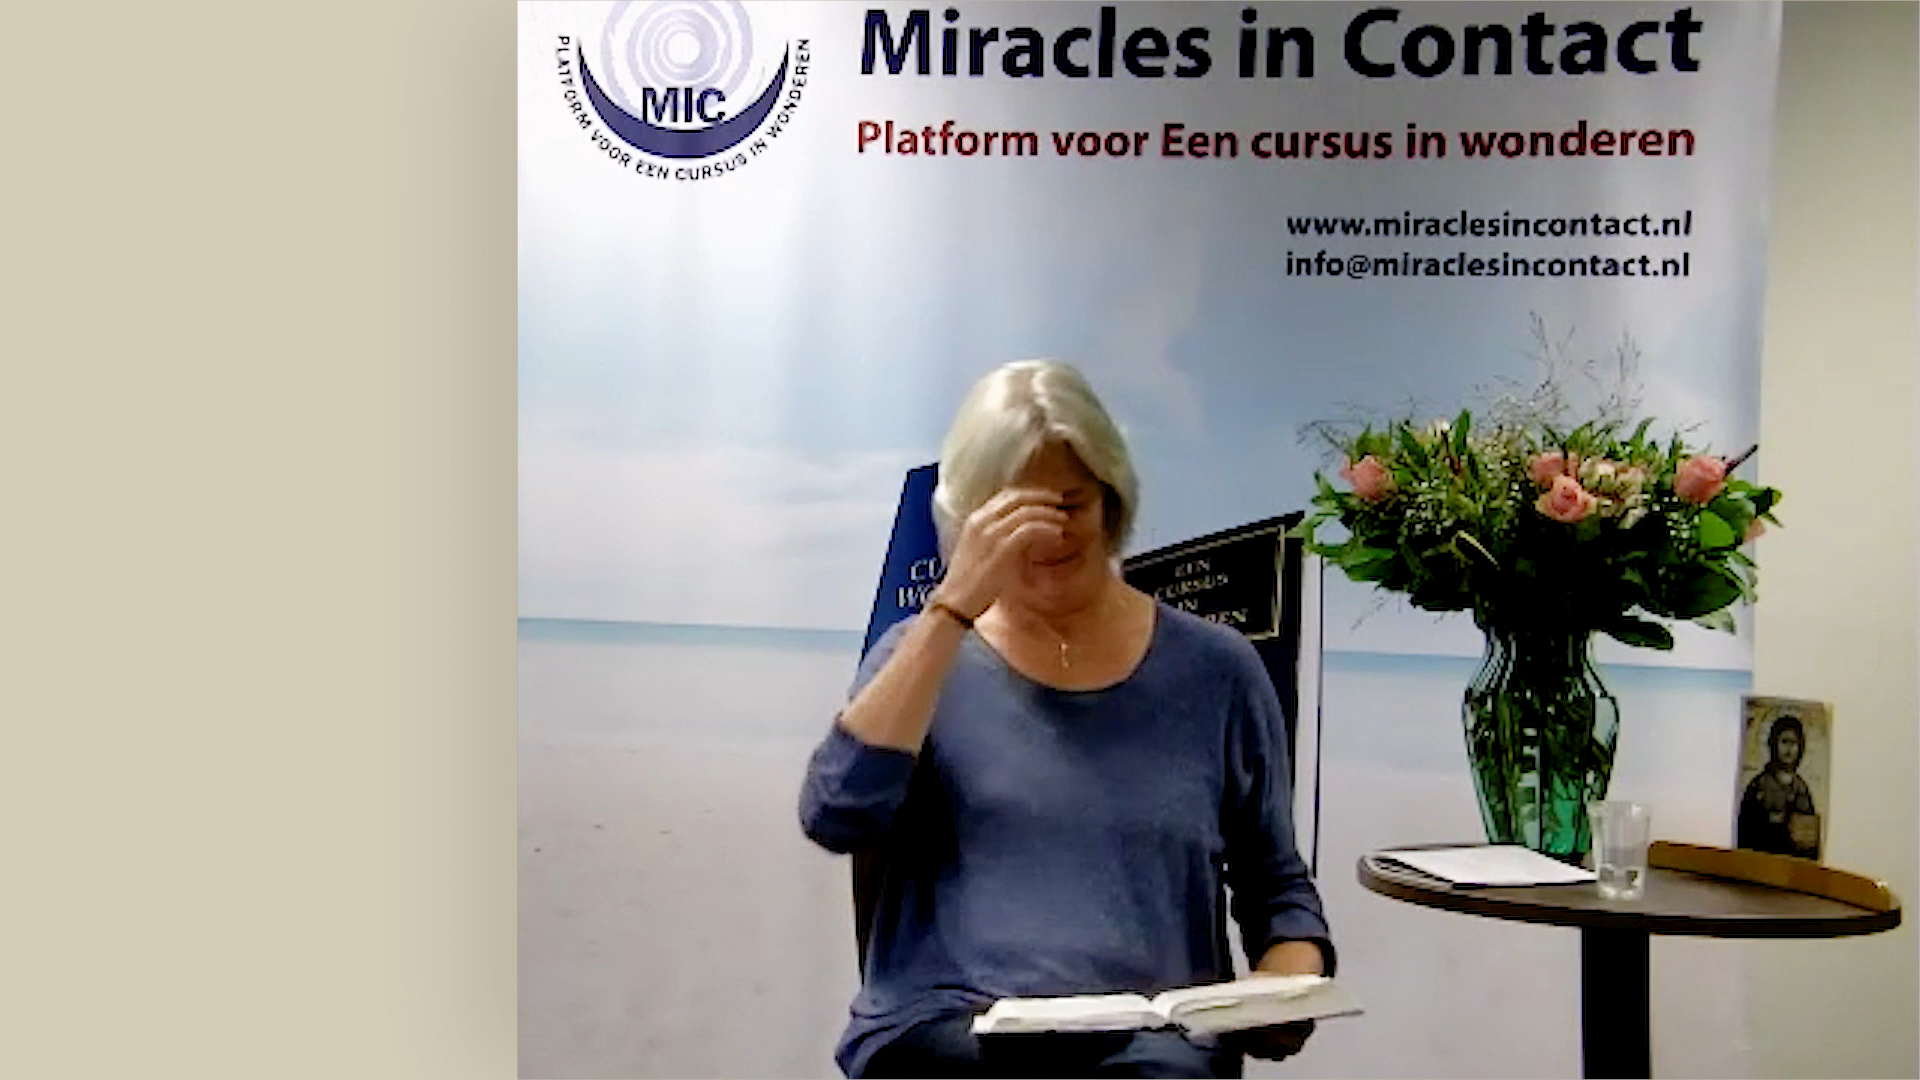 Miracles in Contact
Platform voor Een cursus in wonderen
MIC
PLATFORM VOOR EEN CURSUS IN WONDEREN
www.miraclesincontact.nl
info@miraclesincontact.nl
EEN
CURSUS
IN